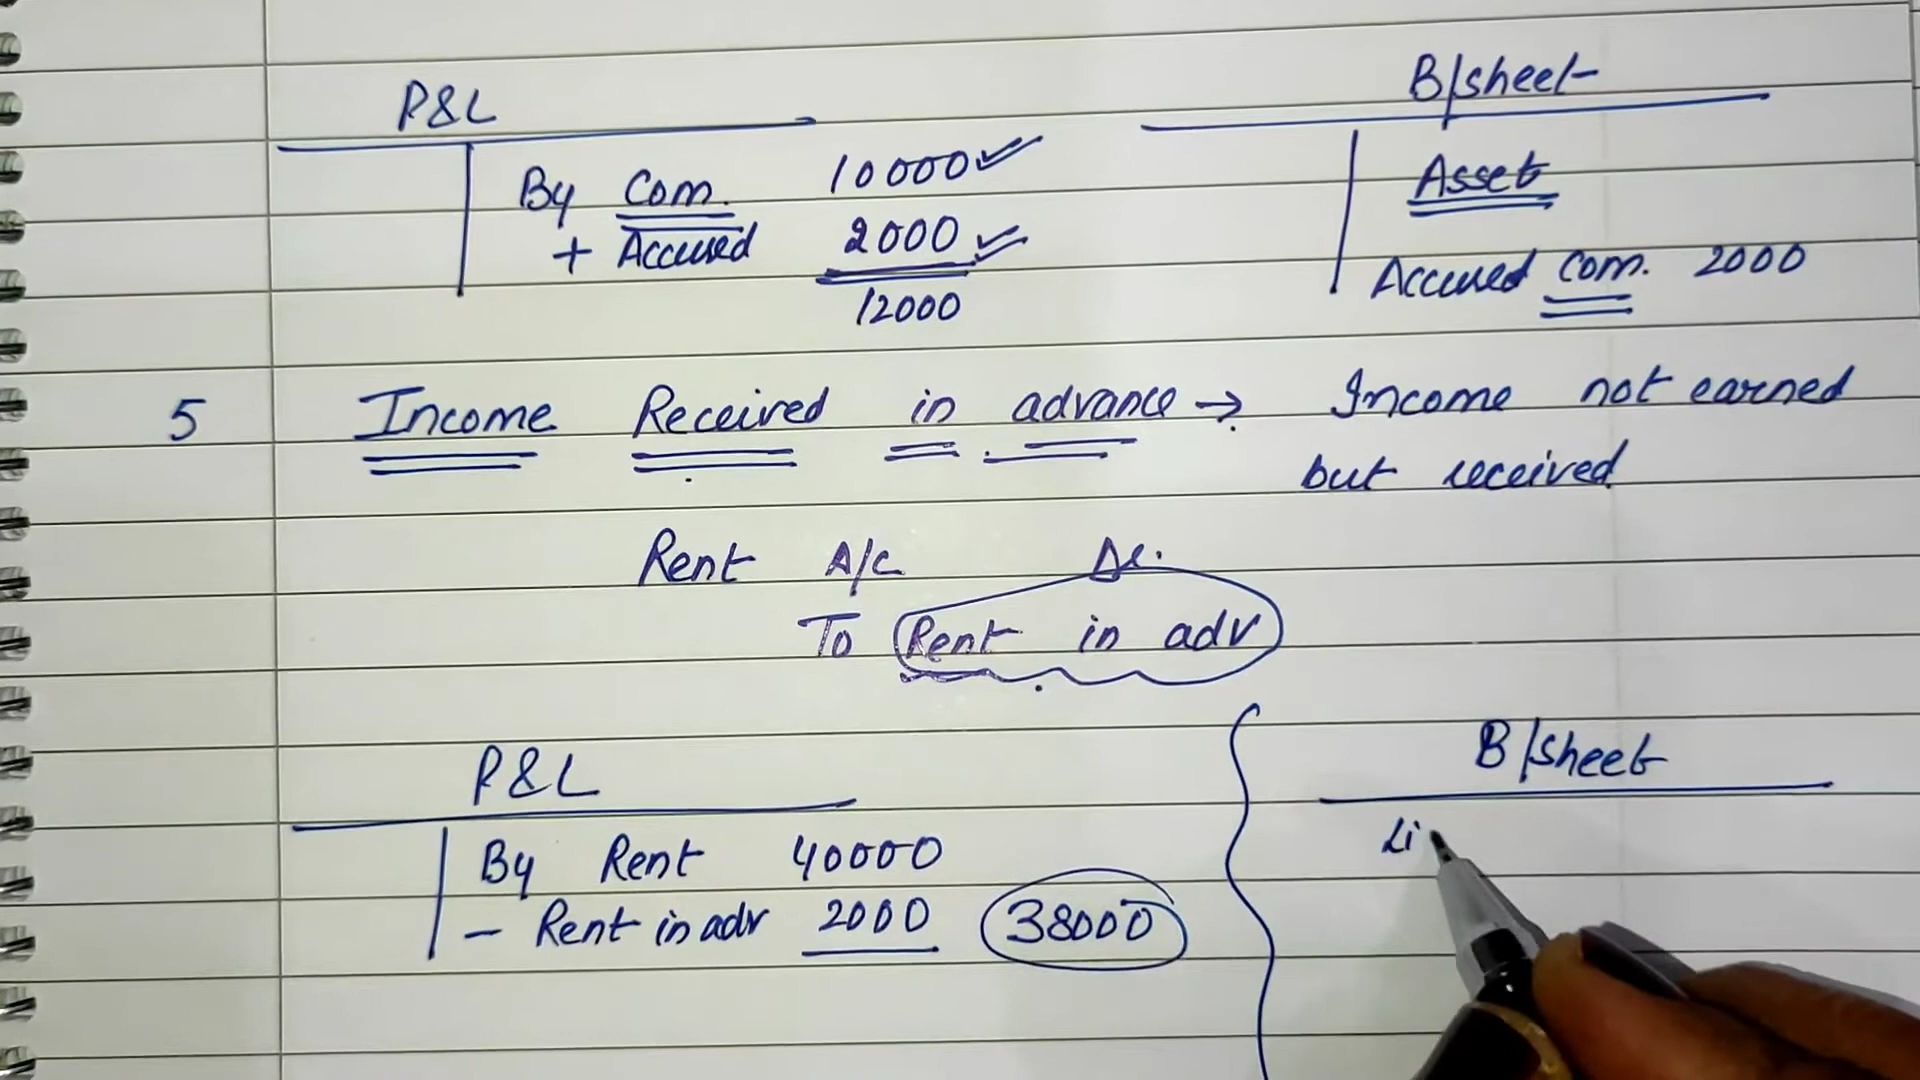 P&L
B/sheet
By Com. 10000
+ Accrued 2000
12000
Asset
Accrued Com. 2000
5 Income Received in advance → Income not earned
but received
Rent A/C Dr.
To Rent in adv
P&L
B/sheet
By Rent 40000
- Rent in adv 2000 38000
Li